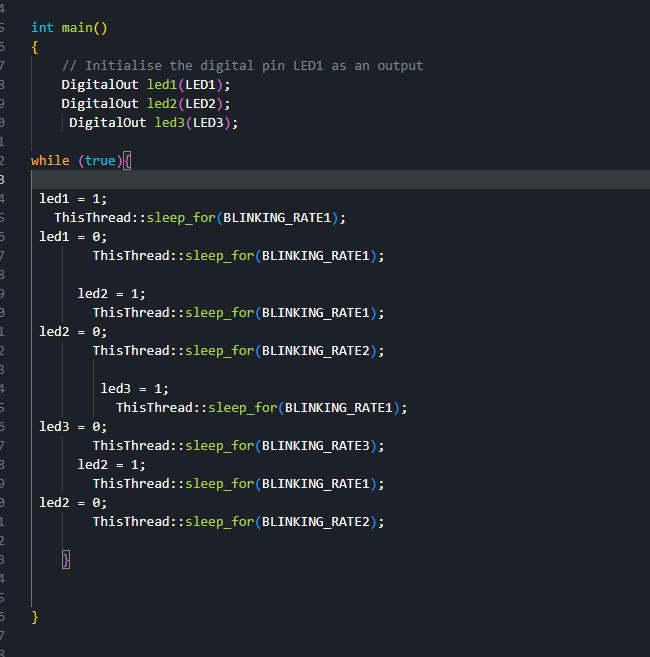 int main()
{
// Initialise the digital pin LED1 as an output
DigitalOut led1(LED1);
DigitalOut led2(LED2);
DigitalOut led3(LED3);
while (true){
led1 = 1;
ThisThread::sleep_for(BLINKING_RATE1);
led1 = 0;
ThisThread::sleep_for(BLINKING_RATE1);
led2 = 1;
ThisThread::sleep_for(BLINKING_RATE1);
led2 = 0;
ThisThread::sleep_for(BLINKING_RATE2);
led3 = 1;
ThisThread::sleep_for(BLINKING_RATE1);
led3 = 0;
ThisThread::sleep_for(BLINKING_RATE3);
led2 = 1;
ThisThread::sleep_for(BLINKING_RATE1);
led2 = 0;
ThisThread::sleep_for(BLINKING_RATE2);
}
}